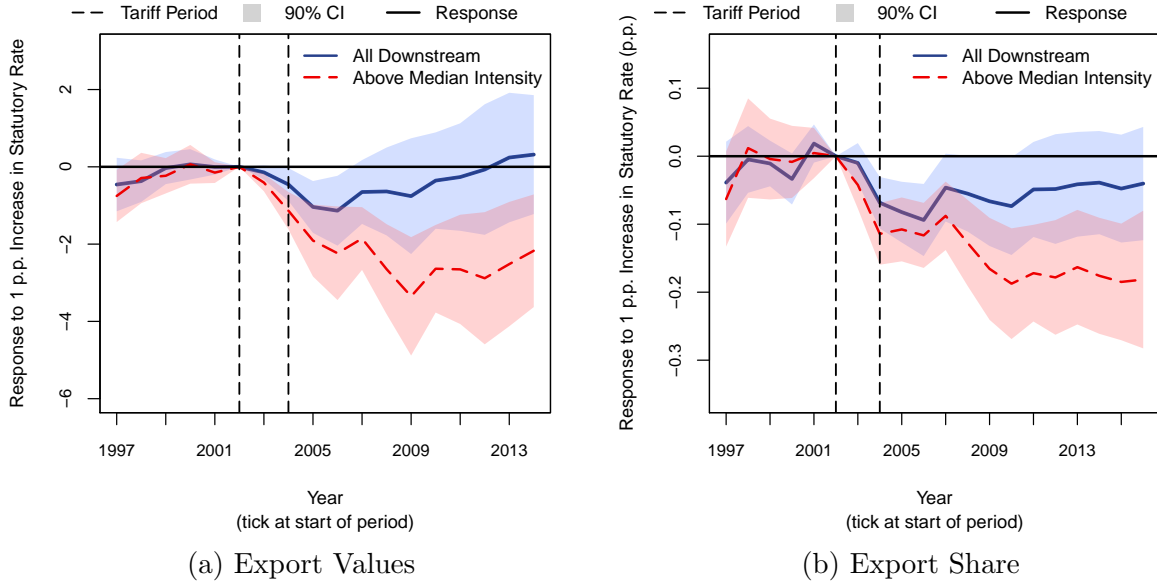 Tariff Period 90% CI Response
All Downstream
Above Median Intensity
Response to 1 p.p. Increase in Statutory Rate
2
0
-2
-4
-6
1997 2001 2005 2009 2013
Year
(tick at start of period)
(a) Export Values
Tariff Period 90% CI Response
All Downstream
Above Median Intensity
Response to 1 p.p. Increase in Statutory Rate (p.p.)
0.1
0.0
-0.1
-0.2
-0.3
1997 2001 2005 2009 2013
Year
(tick at start of period)
(b) Export Share